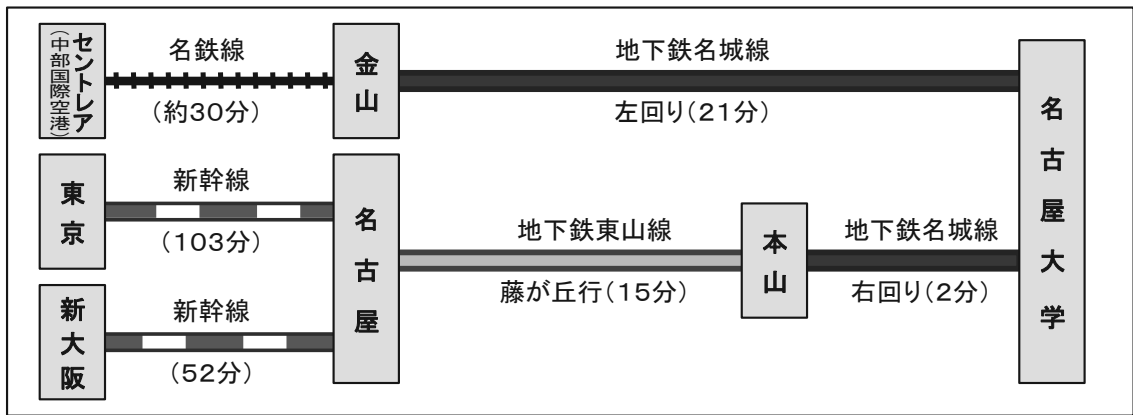 セントレア
(中部国際空港)
名鉄線
(約30分)
金山
地下鉄名城線
左回り(21分)
名古屋大学
東京
新幹線
(103分)
名古屋
地下鉄東山線
藤が丘行(15分)
本山
地下鉄名城線
右回り(2分)
新大阪
新幹線
(52分)